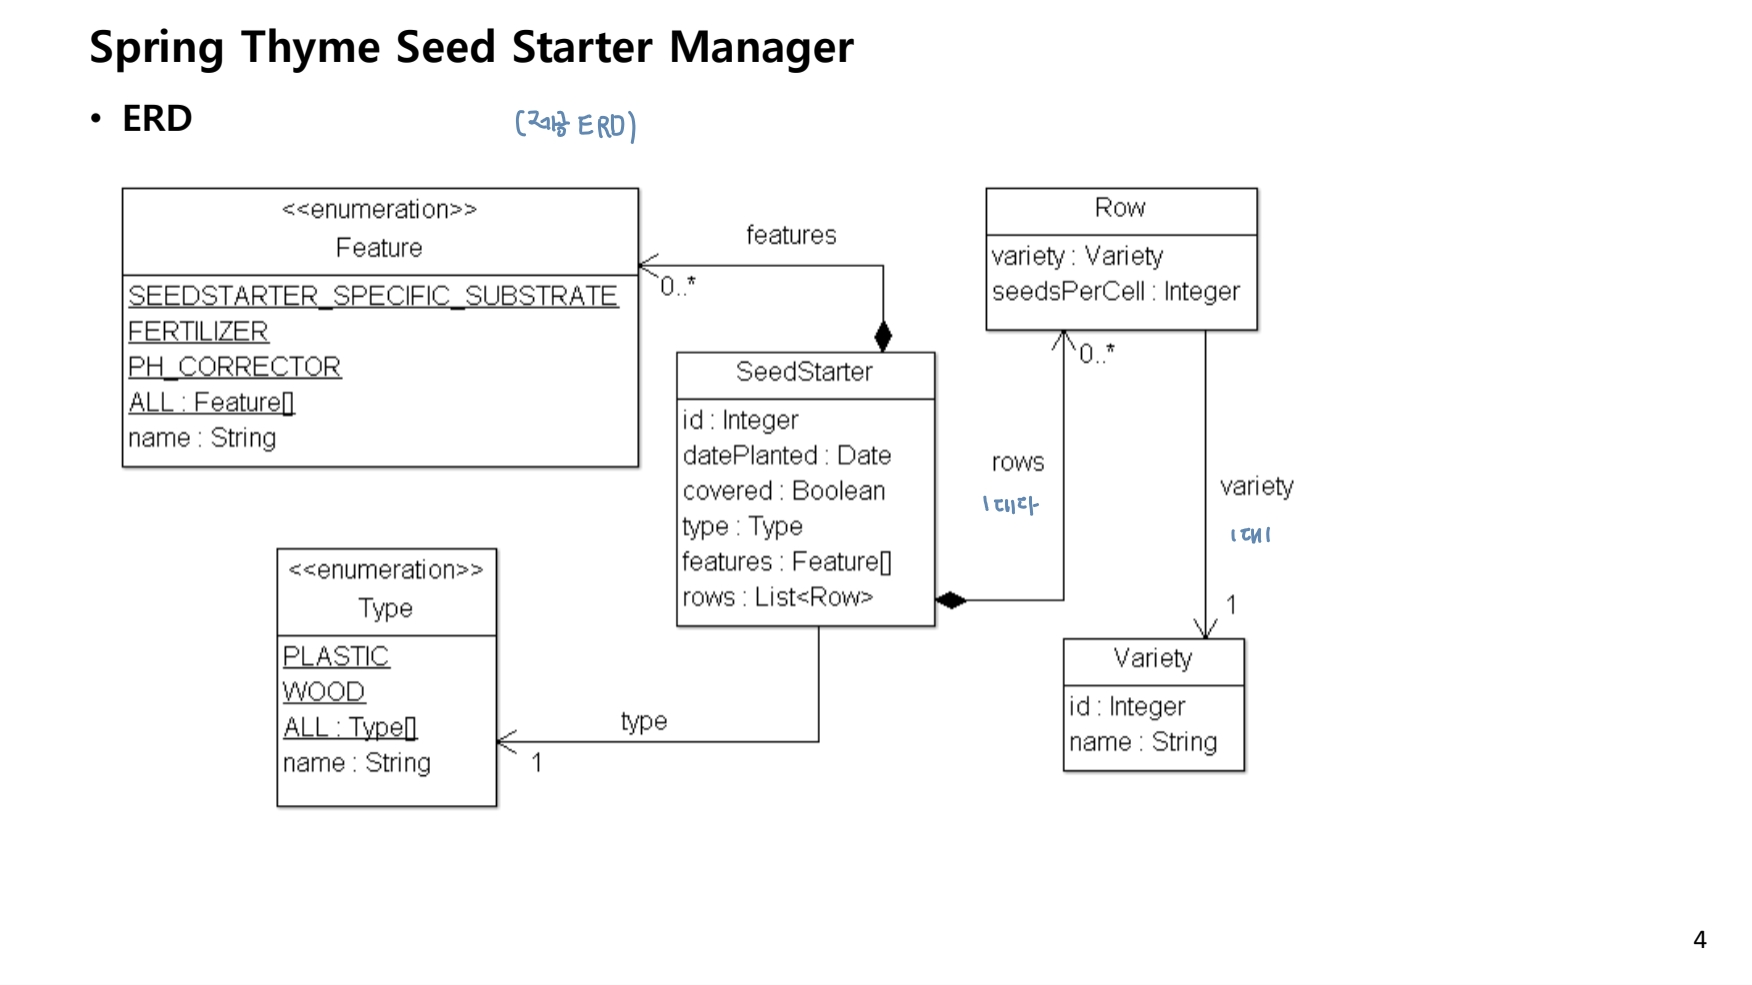 Spring Thyme Seed Starter Manager
• ERD
ERD)
<<enumeration>>
Feature
SEEDSTARTER_SPECIFIC_SUBSTRATE
FERTILIZER
PH_CORRECTOR
ALL : Feature[]
name : String
features
0..*
Row
variety : Variety
seedsPerCell : Integer
0..*
SeedStarter
id : Integer
datePlanted : Date
covered : Boolean
type : Type
features : Feature[]
rows : List<Row>
rows
1대다
variety
1대1
1
<<enumeration>>
Type
PLASTIC
WOOD
ALL : Type[]
name : String
type
1
Variety
id : Integer
name : String
4